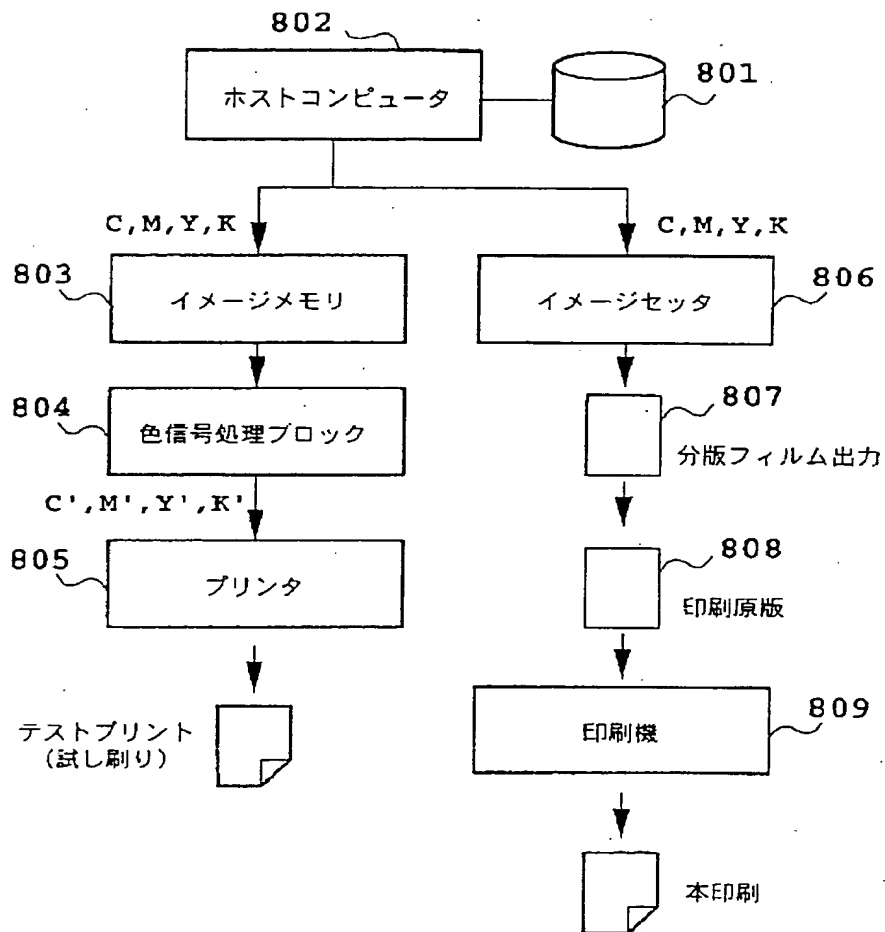 802
ホストコンピュータ
801
C,M,Y,K
C,M,Y,K
803
イメージメモリ
イメージセッタ
806
804
色信号処理ブロック
807
分版フィルム出力
C',M',Y',K'
805
プリンタ
808
印刷原版
テストプリント
(試し刷り)
印刷機
809
本印刷